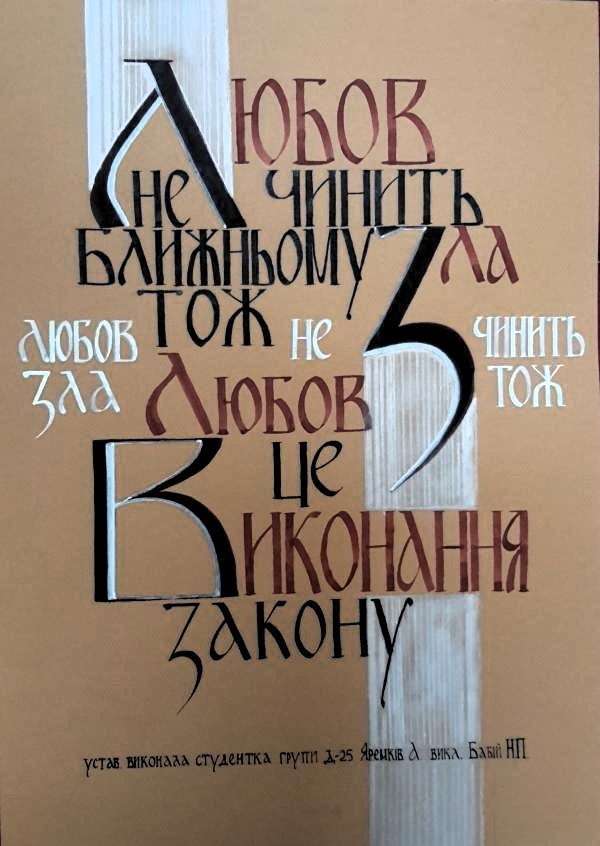 Любов
не чинить
ближньому Зла
тож
любов не чинить
зла тож
Любов
це
Виконання
закону
устав. виконала студентка групи Д-25 Яремків А. викл. Бабій Н.П.